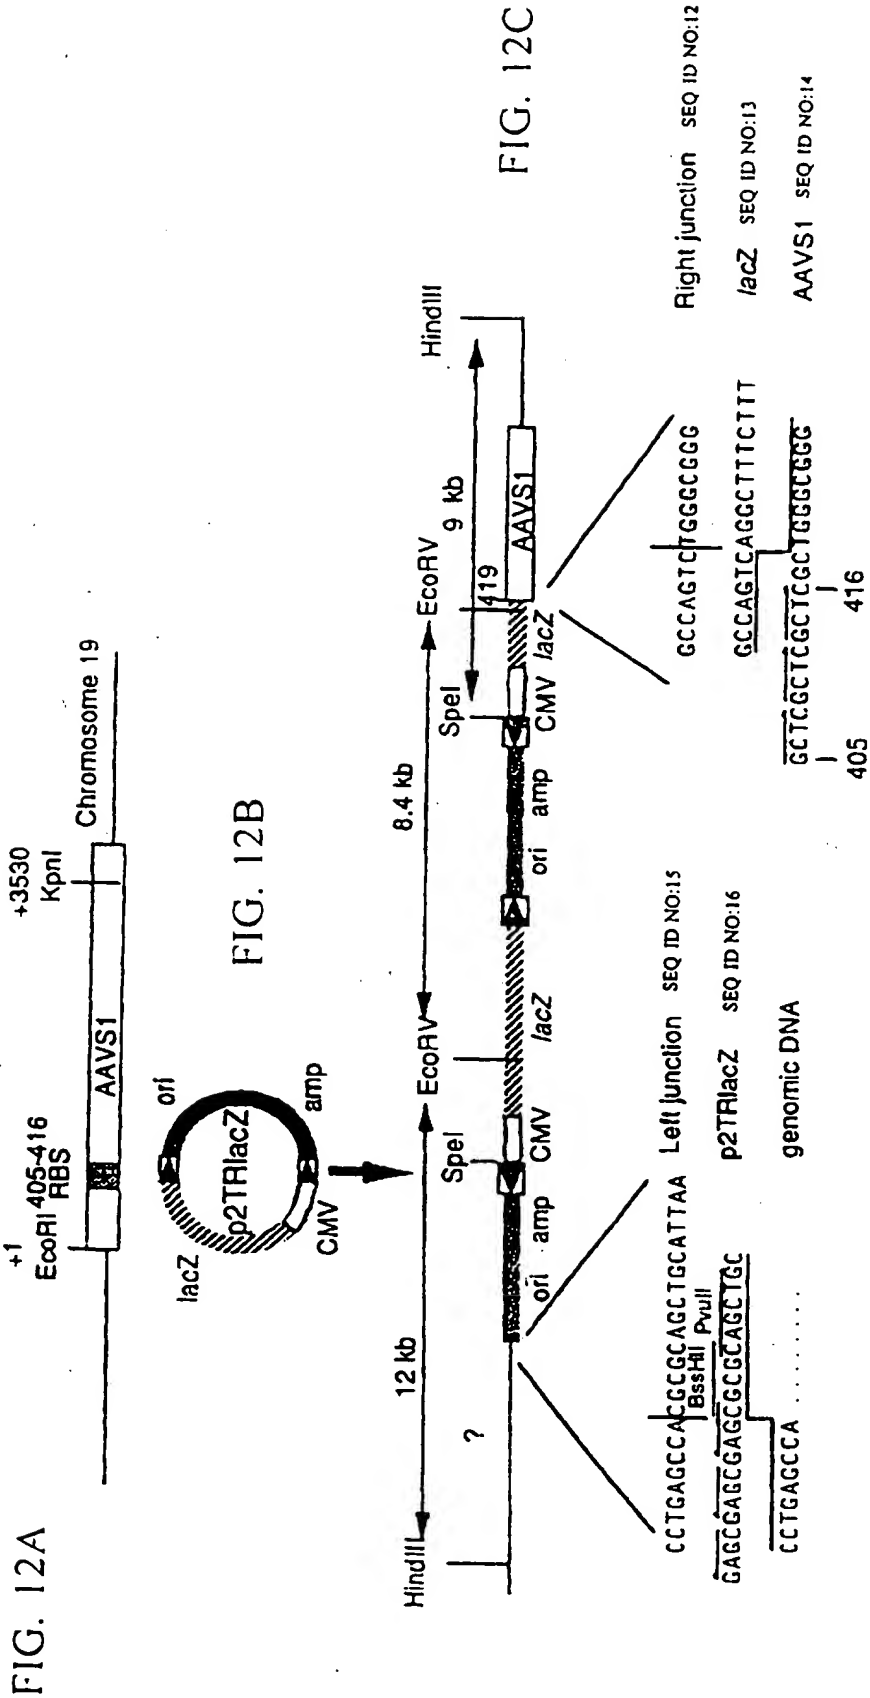 FIG. 12A
+1
EcoRI
405-416
RBS
AAVS1
+3530
KpnI
Chromosome 19
FIG. 12B
lacZ
ori
p2TRlacZ
CMV
amp
FIG. 12C
HindIII
12 kb
?
ori
amp
SpeI
CMV
EcoRV
lacZ
8.4 kb
ori
amp
SpeI
CMV
lacZ
EcoRV
419
9 kb
AAVS1
HindIII
CCTGAGCCACGCGCAGCTGCATTAA Left junction SEQ ID NO:15
BssHII PvuII
GAGCGAGCGAGCGCGCAGCTGC p2TRlacZ SEQ ID NO:16
CCTGAGCCA ......... genomic DNA
GCCAGTCTGGGCGGG Right junction SEQ ID NO:12
GCCAGTCAGGCTTTCTTT lacZ SEQ ID NO:13
GCTCGCTCGCTCGCTGGGCGGG AAVS1 SEQ ID NO:14
405 416